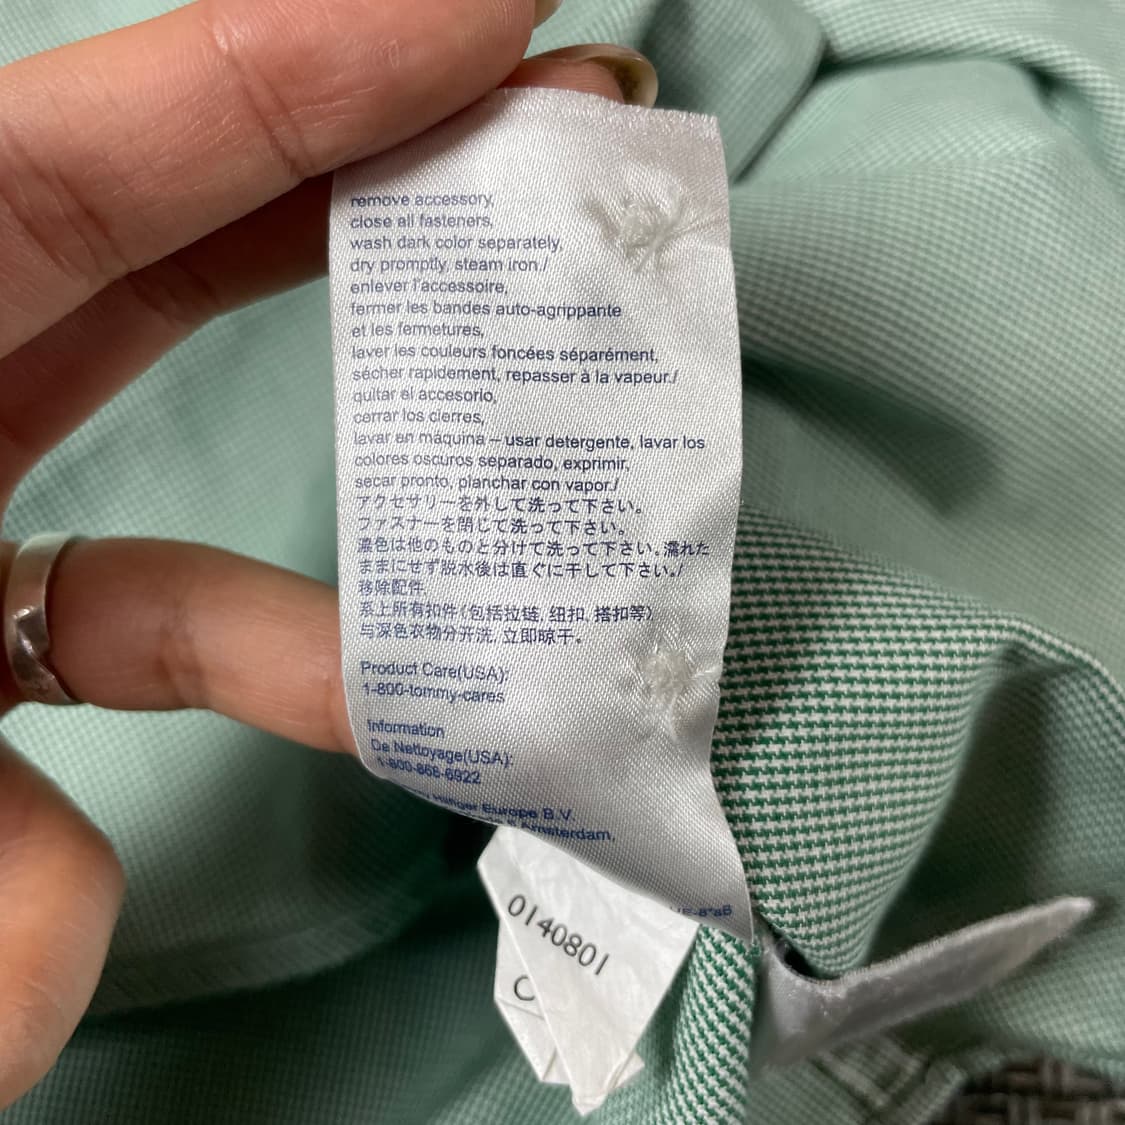 remove accessory,
close all fasteners,
wash dark color separately,
dry promptly, steam iron./
enlever l'accessoire,
fermer les bandes auto-agrippante
et les fermetures,
laver les couleurs foncées séparément,
sécher rapidement, repasser à la vapeur./
quitar el accesorio,
cerrar los cierres,
lavar en máquina – usar detergente, lavar los
colores oscuros separado, exprimir,
secar pronto, planchar con vapor./
アクセサリーを外して洗って下さい。
ファスナーを閉じて洗って下さい。
濃色は他のものと分けて洗って下さい。濡れた
ままにせず脱水後は直ぐに干して下さい。/
移除配件,
系上所有扣件(包括拉链, 纽扣, 搭扣等)
与深色衣物分开洗, 立即晾干。
Product Care(USA):
1-800-tommy-cares
Information
De Nettoyage(USA):
1-800-866-6922
Hilfiger Europe B.V.
Amsterdam,
0140801